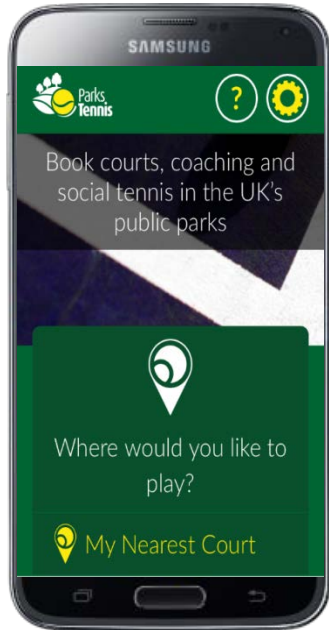 SAMSUNG
Parks
Tennis
?
Book courts, coaching and
social tennis in the UK's
public parks
Where would you like to
play?
My Nearest Court